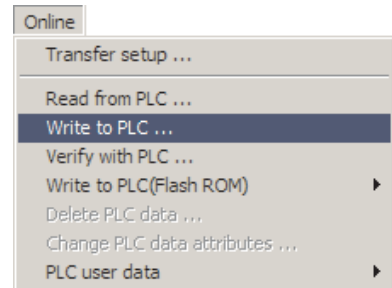 Online
Transfer setup ...
Read from PLC ...
Write to PLC ...
Verify with PLC ...
Write to PLC(Flash ROM)
Delete PLC data ...
Change PLC data attributes ...
PLC user data